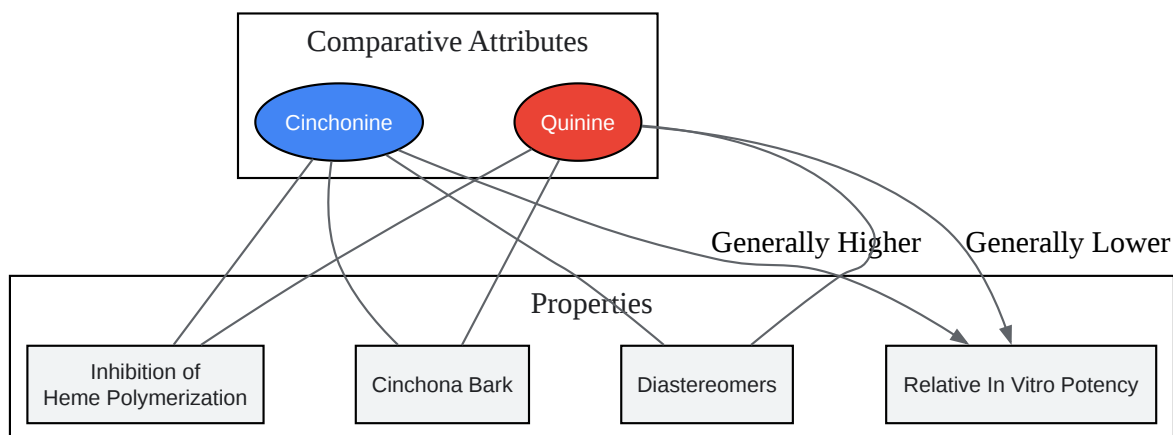 Comparative Attributes
Cinchonine
Quinine
Generally Higher
Generally Lower
Properties
Inhibition of
Heme Polymerization
Cinchona Bark
Diastereomers
Relative In Vitro Potency